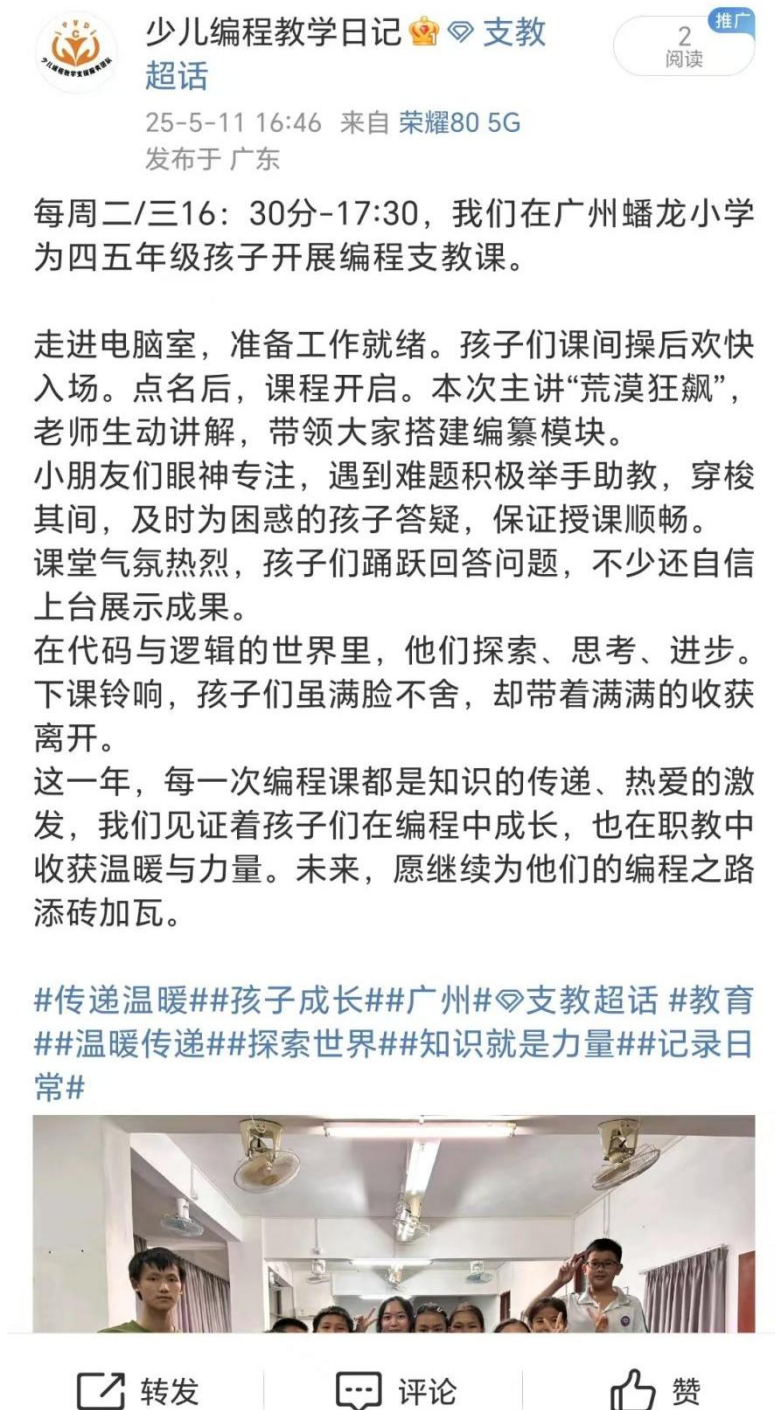 少儿编程教学日记 支教
超话
推广
2
阅读
25-5-11 16:46 来自 荣耀80 5G
发布于 广东
每周二/三16：30分-17:30，我们在广州蟠龙小学
为四五年级孩子开展编程支教课。
走进电脑室，准备工作就绪。孩子们课间操后欢快
入场。点名后，课程开启。本次主讲“荒漠狂飙”，
老师生动讲解，带领大家搭建编纂模块。
小朋友们眼神专注，遇到难题积极举手助教，穿梭
其间，及时为困惑的孩子答疑，保证授课顺畅。
课堂气氛热烈，孩子们踊跃回答问题，不少还自信
上台展示成果。
在代码与逻辑的世界里，他们探索、思考、进步。
下课铃响，孩子们虽满脸不舍，却带着满满的收获
离开。
这一年，每一次编程课都是知识的传递、热爱的激
发，我们见证着孩子们在编程中成长，也在职教中
收获温暖与力量。未来，愿继续为他们的编程之路
添砖加瓦。
#传递温暖##孩子成长##广州#支教超话 #教育
##温暖传递##探索世界##知识就是力量##记录日
常#
转发
评论
赞